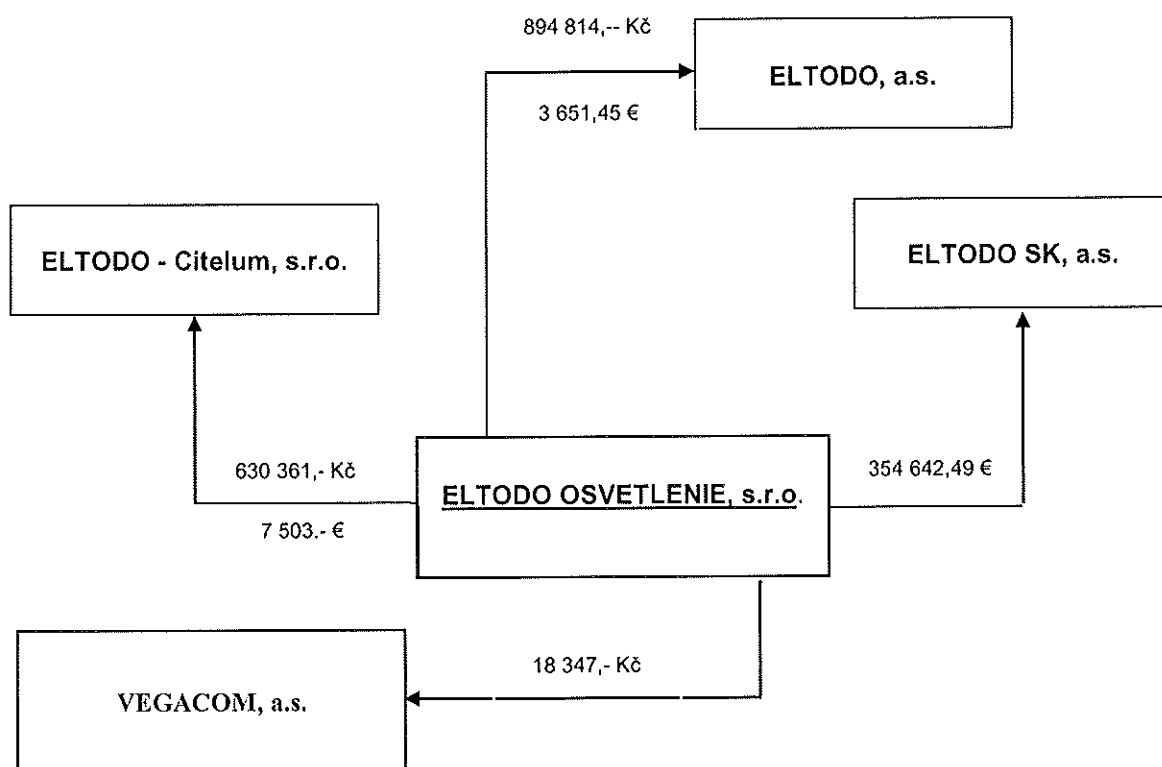 894 814,-- Kč
ELTODO, a.s.
3 651,45 €
ELTODO - Citelum, s.r.o.
ELTODO SK, a.s.
630 361,- Kč
354 642,49 €
ELTODO OSVETLENIE, s.r.o.
7 503.- €
18 347,- Kč
VEGACOM, a.s.